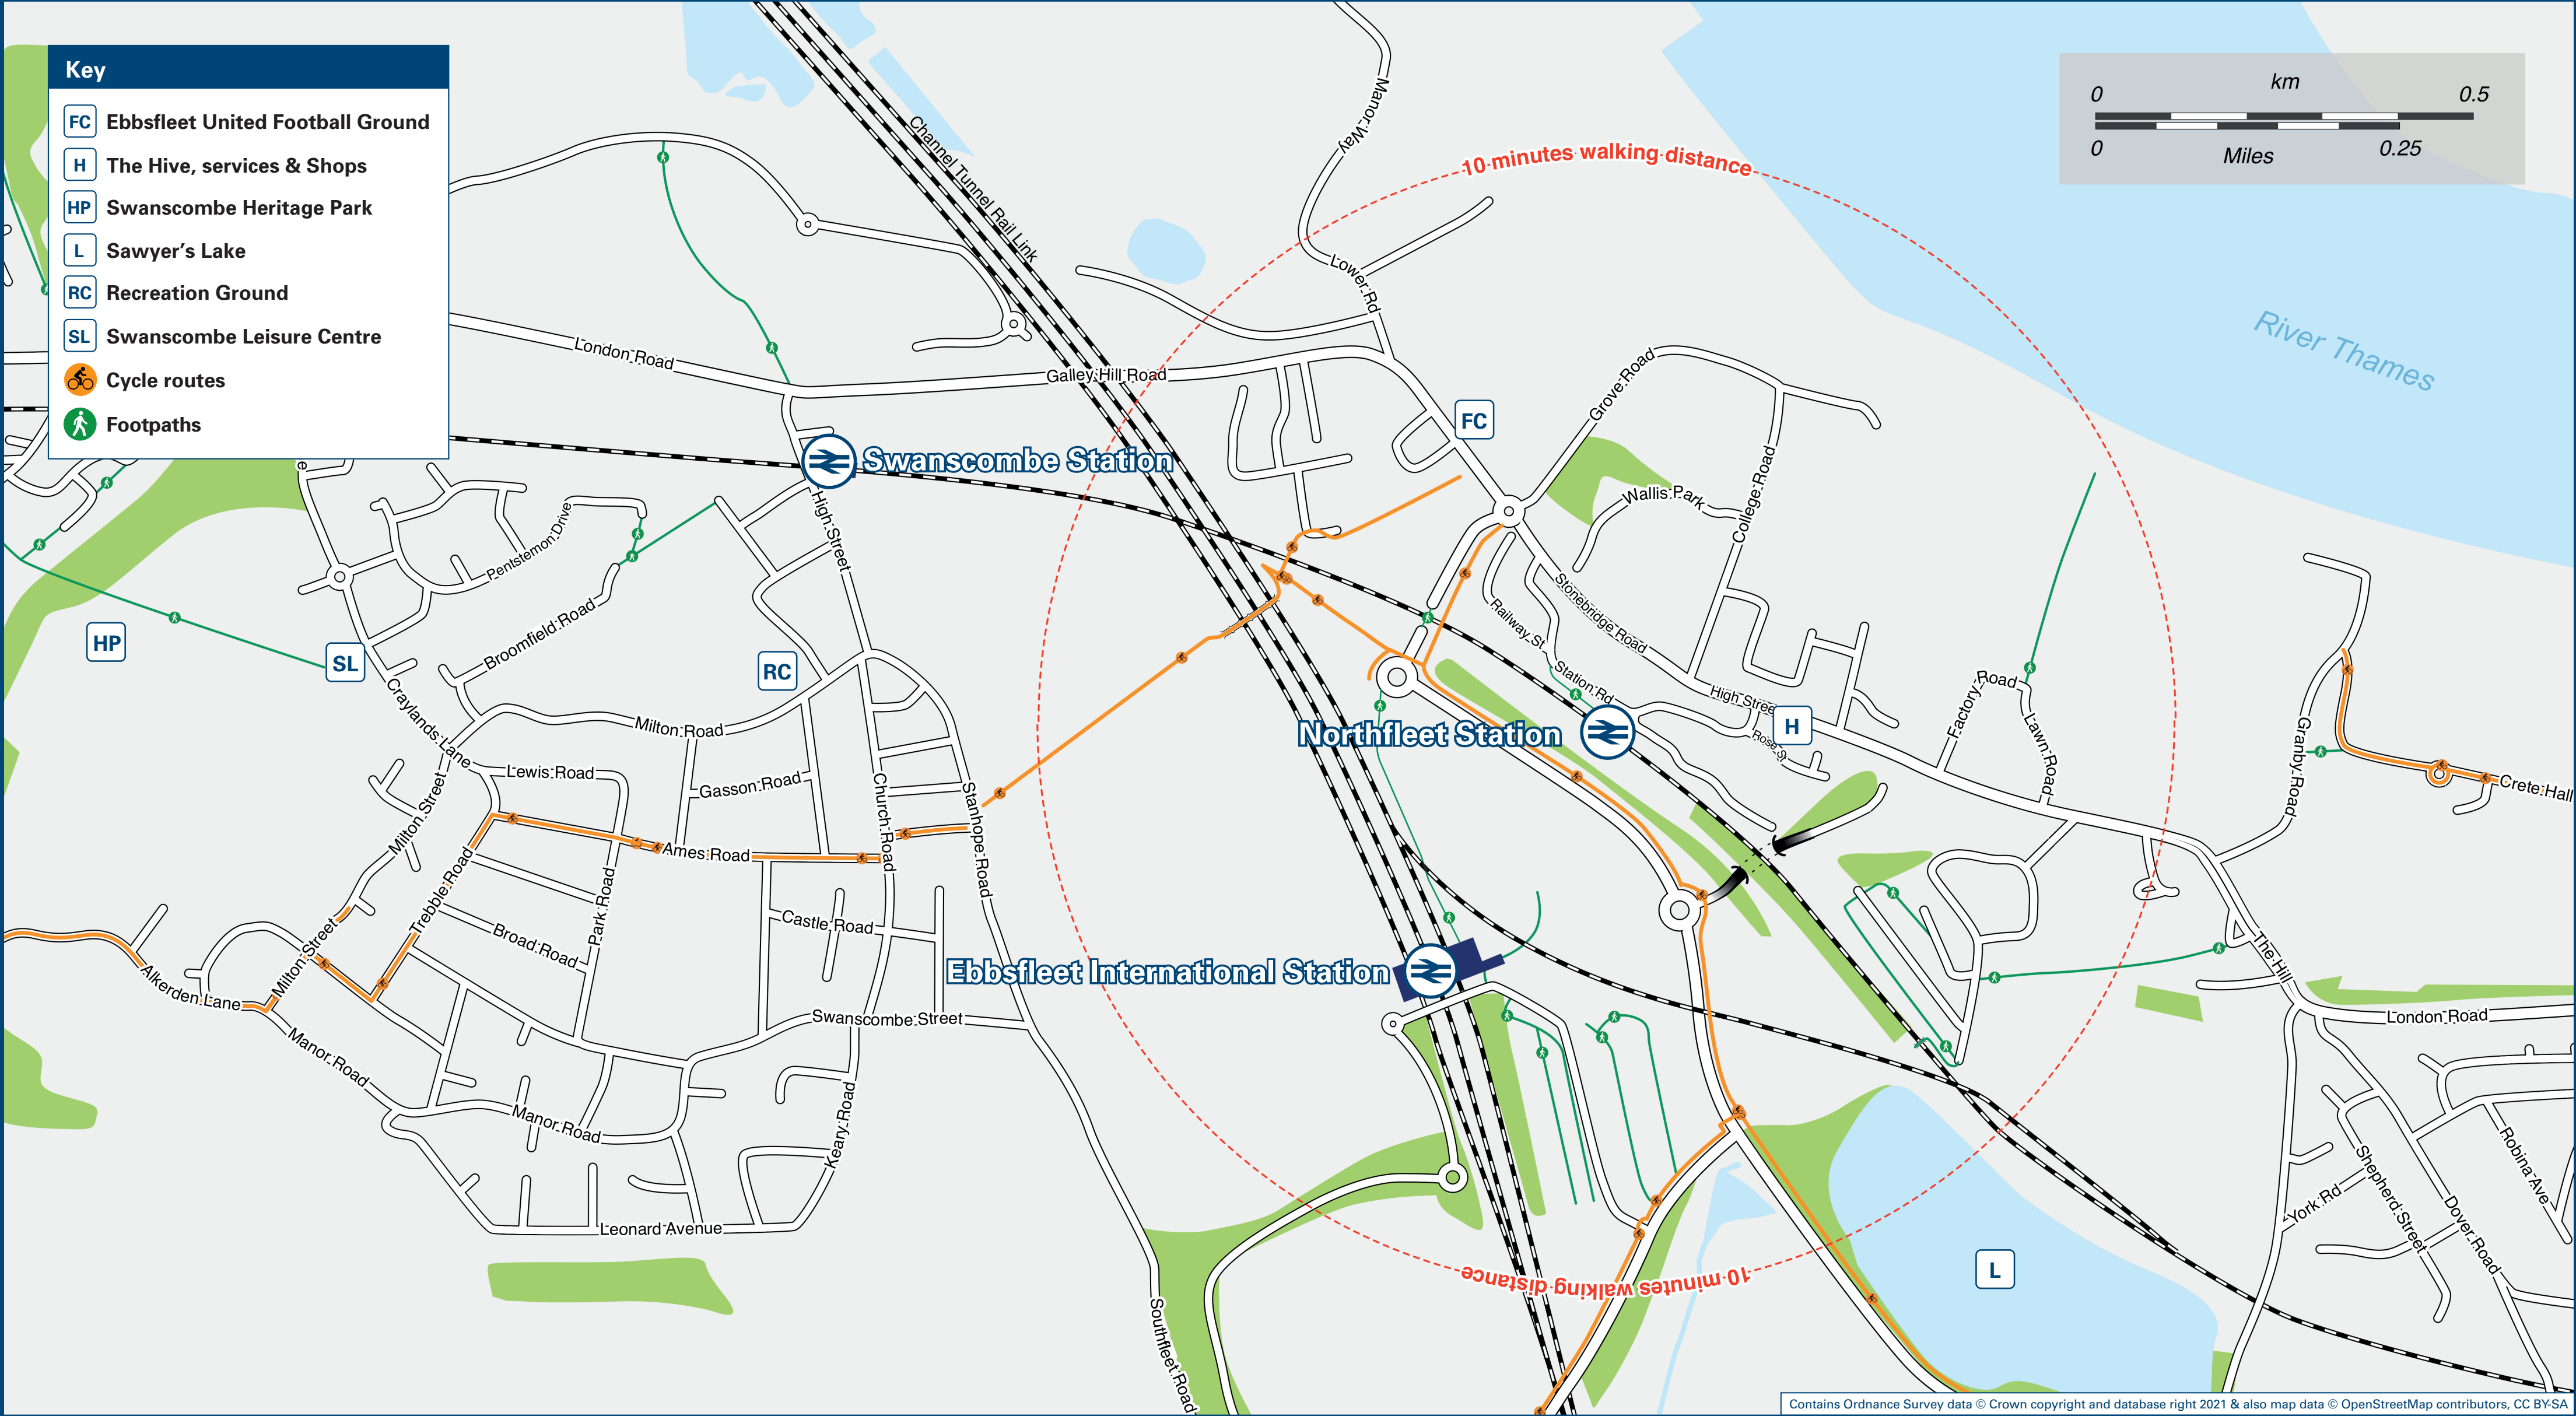 Key
FC Ebbsfleet United Football Ground
H The Hive, services & Shops
HP Swanscombe Heritage Park
L Sawyer's Lake
RC Recreation Ground
SL Swanscombe Leisure Centre
Cycle routes
Footpaths
km
0 0.5
0 Miles 0.25
Channel Tunnel Rail Link
Manor Way
10 minutes walking distance
Lower Rd
River Thames
London Road
Galley Hill Road
Grove Road
FC
Swanscombe Station
High Street
Wallis Park
College Road
Pentstemon Drive
Broomfield Road
Stonebridge Road
Railway St
Station Rd
High Stree
HP
SL
RC
Craylands Lane
Milton Road
Northfleet Station
H
Rose St
Factory Road
Lawn Road
Granby Road
Crete Hall
Lewis Road
Gasson Road
Church Road
Stanhope Road
Milton Street
Ames Road
Trebble Road
Park Road
Castle Road
Broad Road
Milton Street
Alkerden Lane
Ebbsfleet International Station
The Hill
Swanscombe Street
London Road
Manor Road
Manor Road
Keary Road
Leonard Avenue
Southfleet Road
10 minutes walking distance
L
York Rd
Shepherd Street
Dover Road
Robina Ave
Contains Ordnance Survey data © Crown copyright and database right 2021 & also map data © OpenStreetMap contributors, CC BY-SA